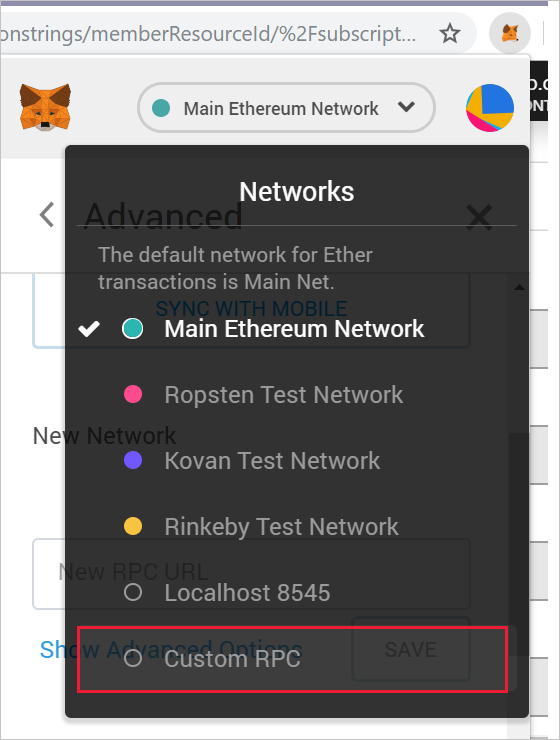 onstrings/memberResourceId/%2Fsubscript...
Main Ethereum Network
O.C
ONT
Networks
Advanced
The default network for Ether
transactions is Main Net.
SYNC WITH MOBILE
Main Ethereum Network
Ropsten Test Network
New Network
Kovan Test Network
Rinkeby Test Network
New RPC URL
Localhost 8545
Show Advanced Options
SAVE
Custom RPC